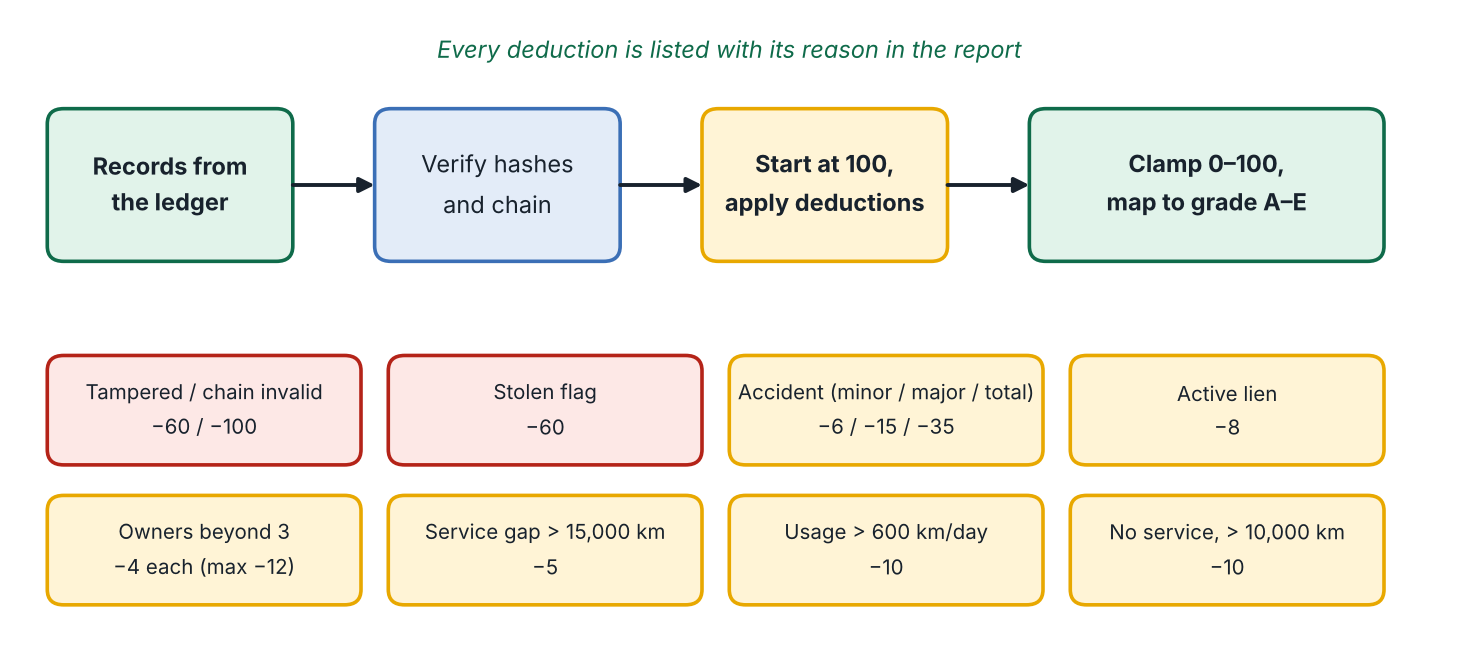 Every deduction is listed with its reason in the report
Records from
the ledger
Verify hashes
and chain
Start at 100,
apply deductions
Clamp 0–100,
map to grade A–E
Tampered / chain invalid
−60 / −100
Stolen flag
−60
Accident (minor / major / total)
−6 / −15 / −35
Active lien
−8
Owners beyond 3
−4 each (max −12)
Service gap > 15,000 km
−5
Usage > 600 km/day
−10
No service, > 10,000 km
−10